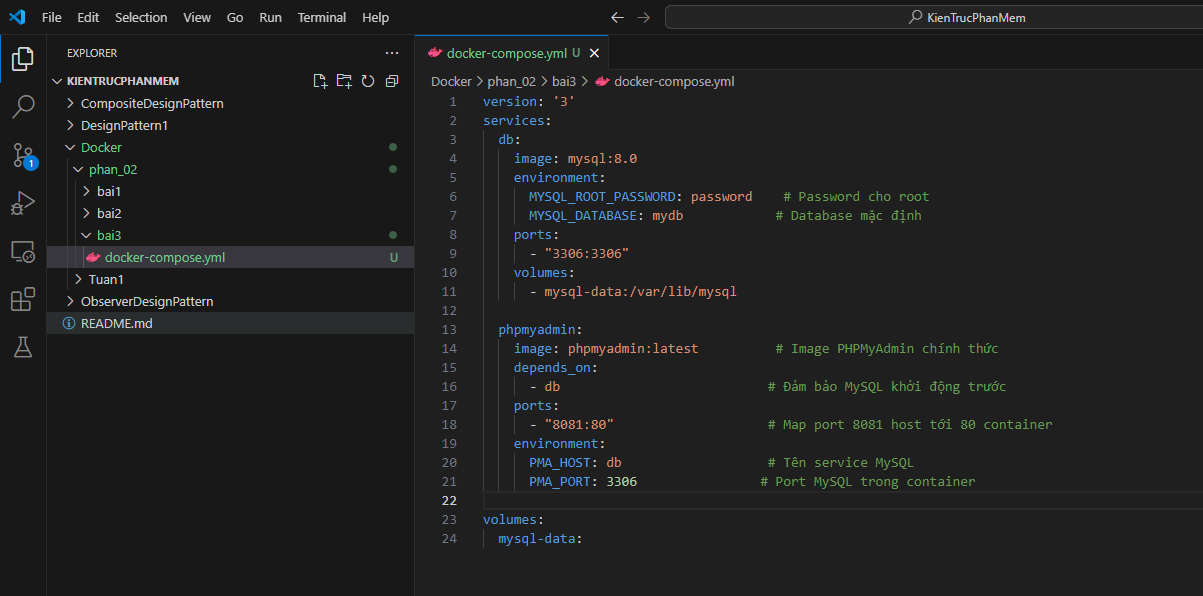 File Edit Selection View Go Run Terminal Help
KienTrucPhanMem
EXPLORER
KIENTRUCPHANMEM
CompositeDesignPattern
DesignPattern1
Docker
phan_02
bai1
bai2
bai3
docker-compose.yml U
Tuan1
ObserverDesignPattern
README.md
1
docker-compose.yml U
Docker > phan_02 > bai3 > docker-compose.yml
1 version: '3'
2 services:
3 db:
4 image: mysql:8.0
5 environment:
6 MYSQL_ROOT_PASSWORD: password # Password cho root
7 MYSQL_DATABASE: mydb # Database mặc định
8 ports:
9 - "3306:3306"
10 volumes:
11 - mysql-data:/var/lib/mysql
12
13 phpmyadmin:
14 image: phpmyadmin:latest # Image PHPMyAdmin chính thức
15 depends_on:
16 - db # Đảm bảo MySQL khởi động trước
17 ports:
18 - "8081:80" # Map port 8081 host tới 80 container
19 environment:
20 PMA_HOST: db # Tên service MySQL
21 PMA_PORT: 3306 # Port MySQL trong container
22
23 volumes:
24 mysql-data: